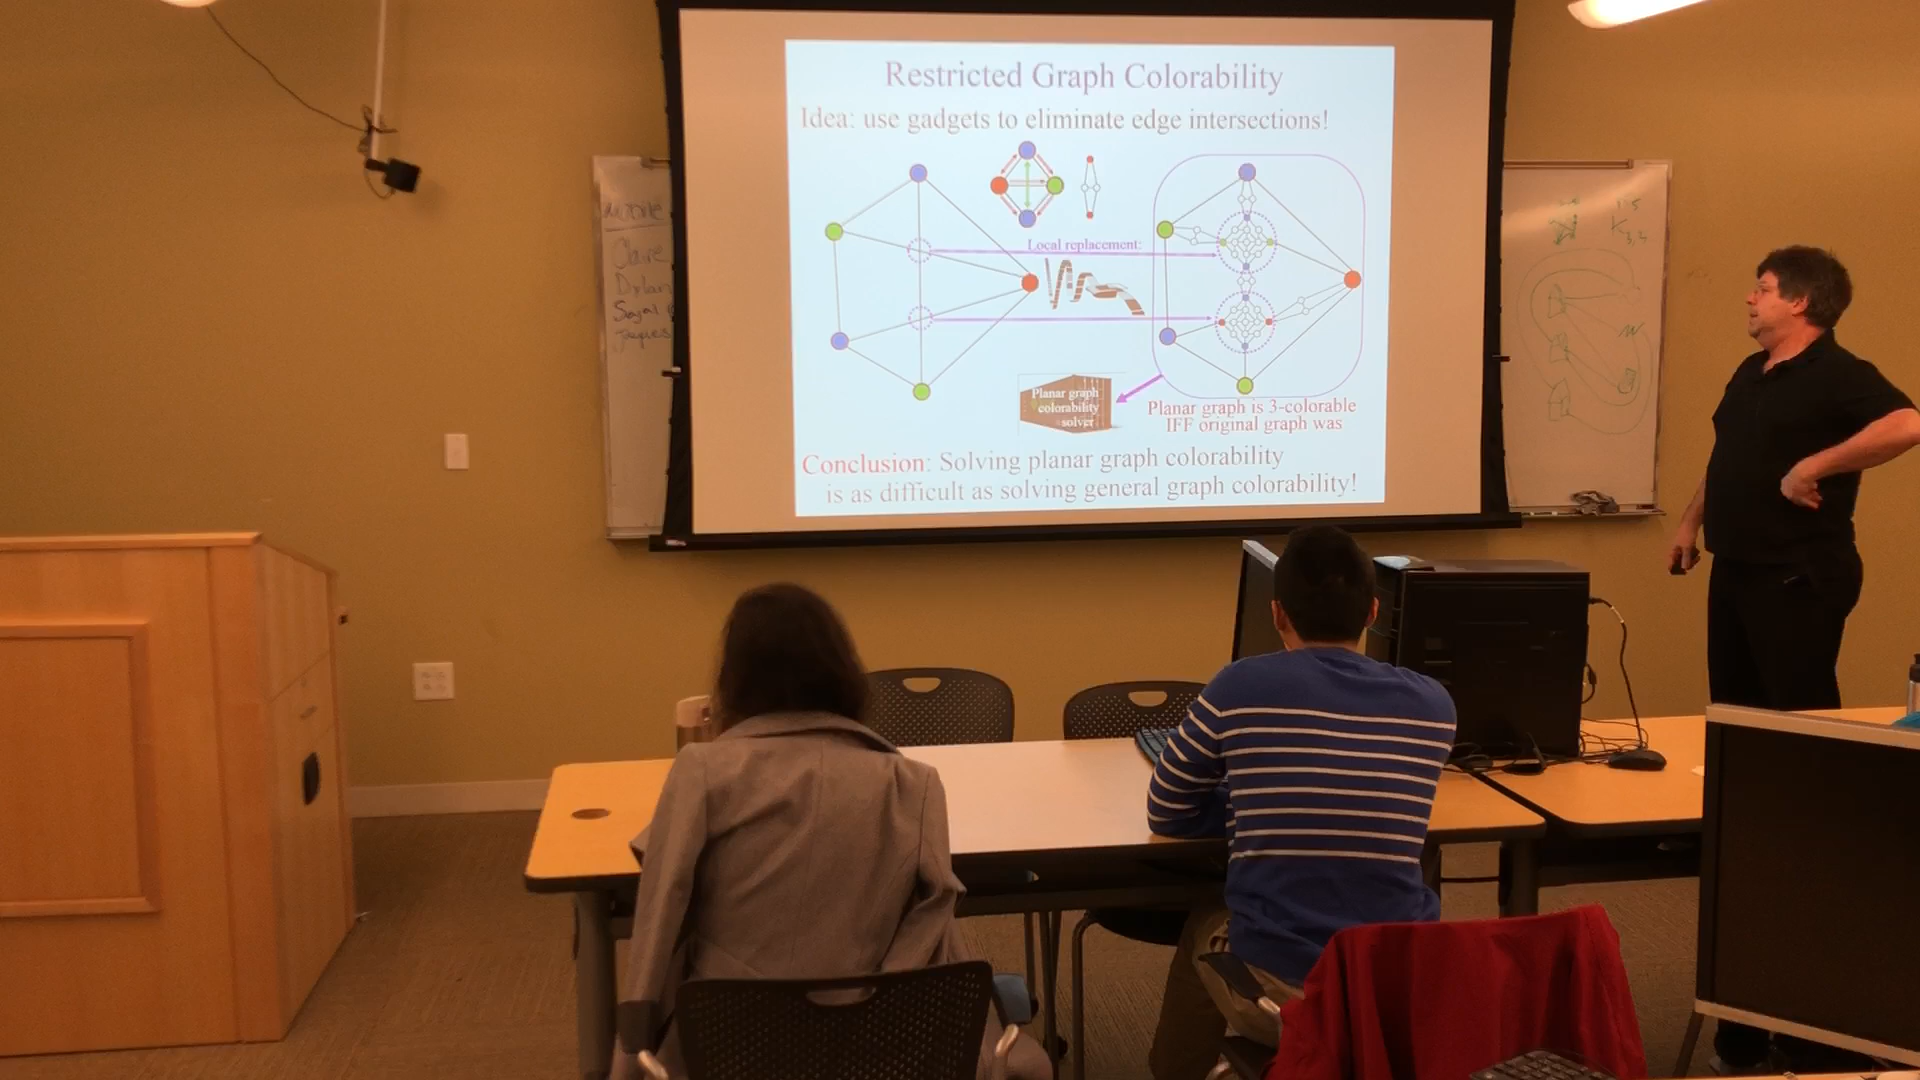 Restricted Graph Colorability
Idea: use gadgets to eliminate edge intersections!
Local replacement:
Planar graph
colorability
solver
Planar graph is 3-colorable
IFF original graph was
Conclusion: Solving planar graph colorability
is as difficult as solving general graph colorability!
Claire
Dylan